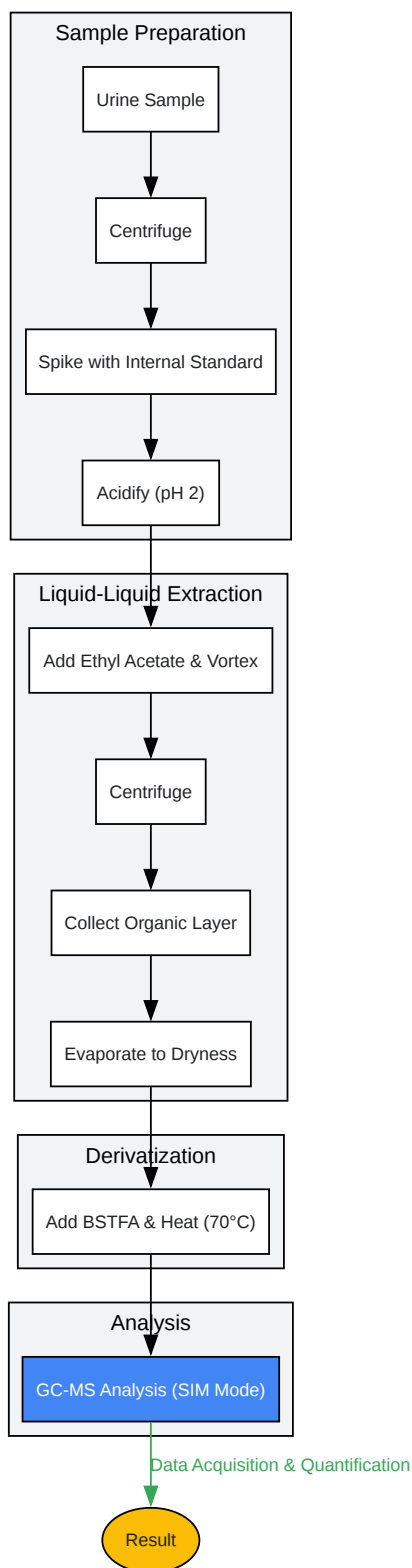 Sample Preparation
Urine Sample
Centrifuge
Spike with Internal Standard
Acidify (pH 2)
Liquid-Liquid Extraction
Add Ethyl Acetate & Vortex
Centrifuge
Collect Organic Layer
Evaporate to Dryness
Derivatization
Add BSTFA & Heat (70°C)
Analysis
GC-MS Analysis (SIM Mode)
Data Acquisition & Quantification
Result